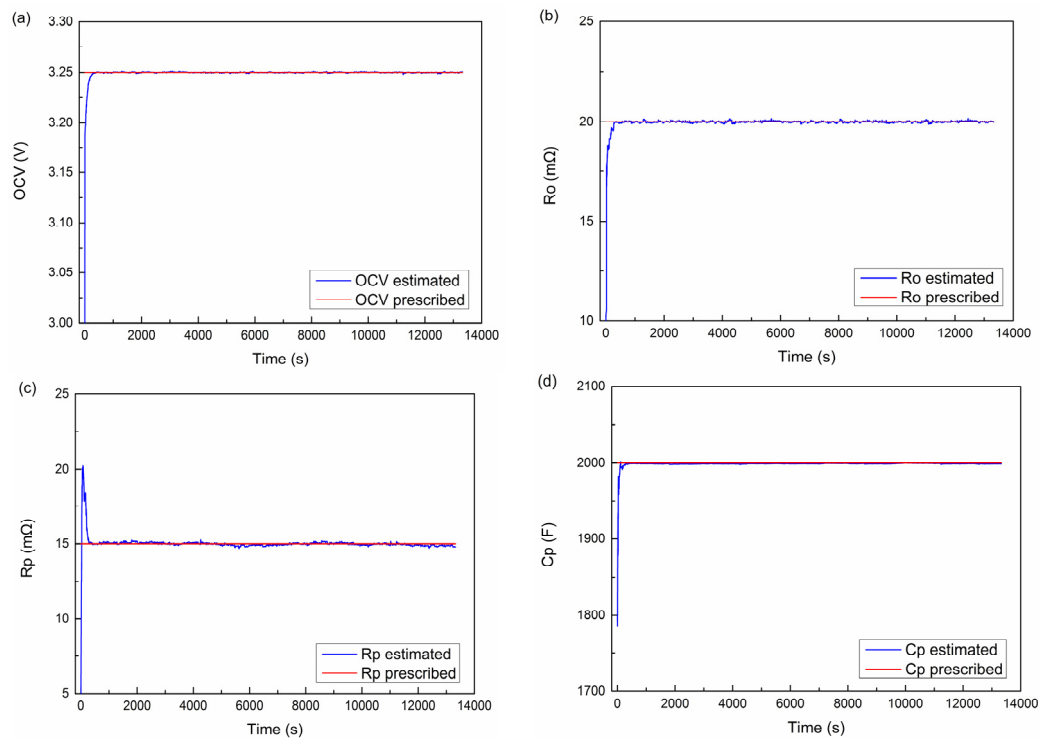 (a)
3.30
3.25
3.20
3.15
3.10
3.05
3.00
OCV (V)
OCV estimated
OCV prescribed
0 2000 4000 6000 8000 10000 12000 14000
Time (s)
(b)
25
20
15
10
Ro (mΩ)
Ro estimated
Ro prescribed
0 2000 4000 6000 8000 10000 12000 14000
Time (s)
(c)
25
20
15
10
5
Rp (mΩ)
Rp estimated
Rp prescribed
0 2000 4000 6000 8000 10000 12000 14000
Time (s)
(d)
2100
2000
1900
1800
1700
Cp (F)
Cp estimated
Cp prescribed
0 2000 4000 6000 8000 10000 12000 14000
Time (s)